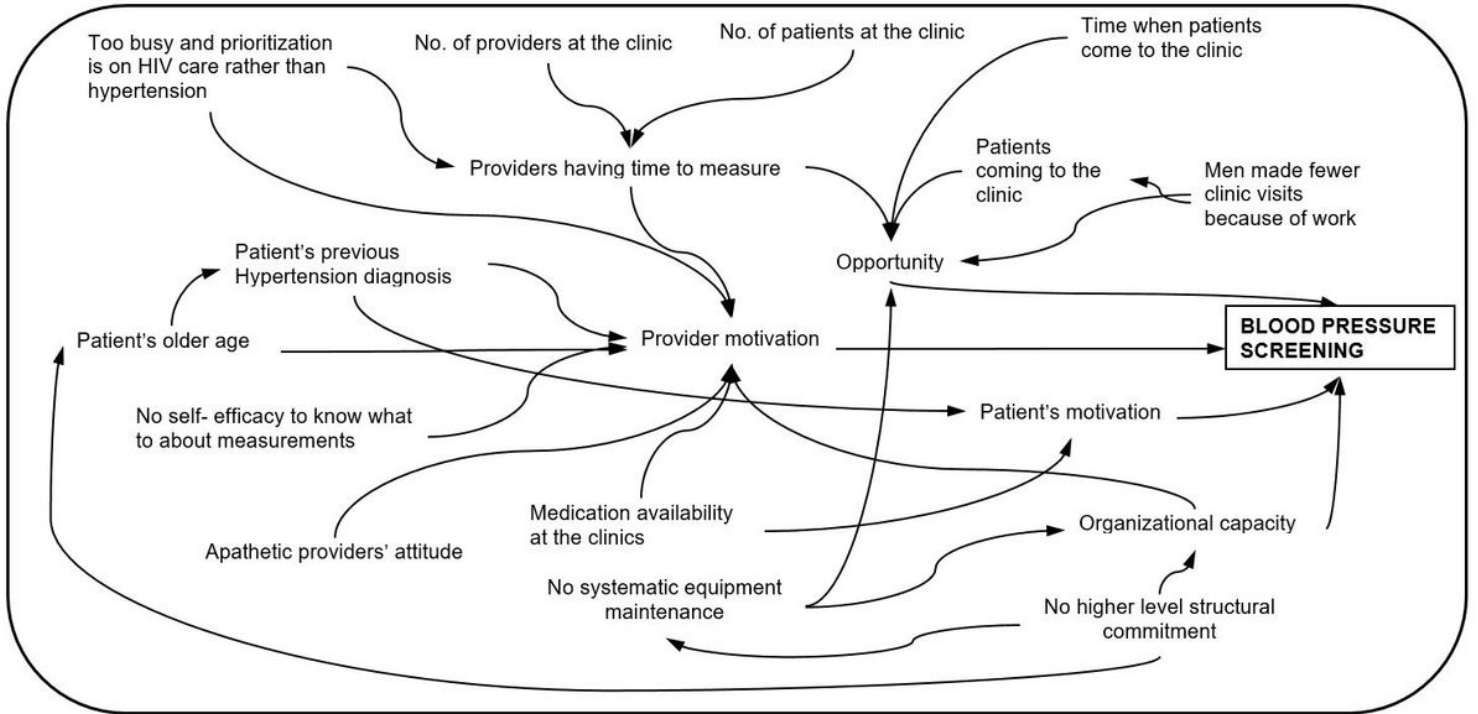 Too busy and prioritization
is on HIV care rather than
hypertension
No. of providers at the clinic
No. of patients at the clinic
Time when patients
come to the clinic
Providers having time to measure
Patients
coming to the
clinic
Men made fewer
clinic visits
because of work
Patient's previous
Hypertension diagnosis
Opportunity
Patient's older age
Provider motivation
BLOOD PRESSURE
SCREENING
No self- efficacy to know what
to about measurements
Patient's motivation
Apathetic providers' attitude
Medication availability
at the clinics
Organizational capacity
No systematic equipment
maintenance
No higher level structural
commitment